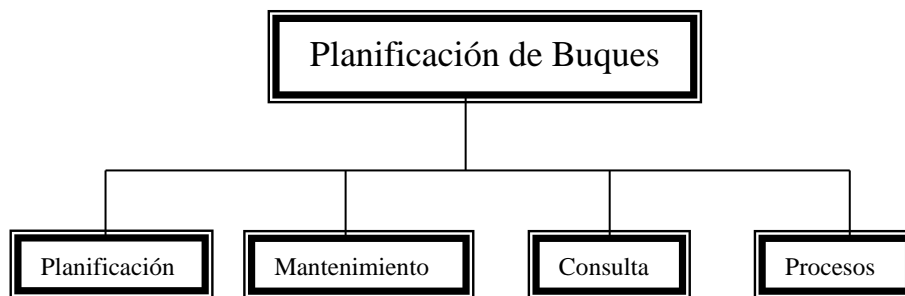 Planificación de Buques
Planificación
Mantenimiento
Consulta
Procesos